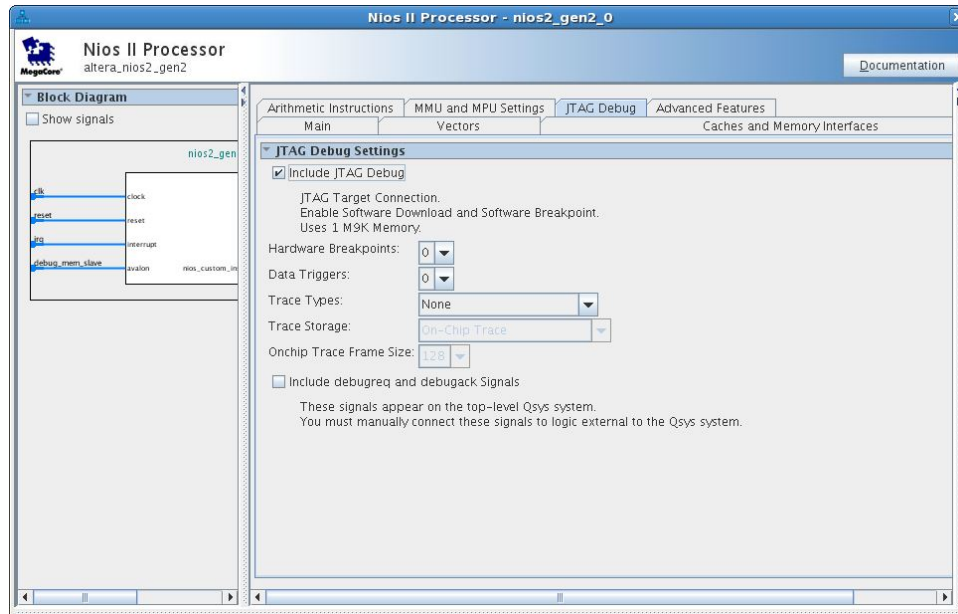 Nios II Processor - nios2_gen2_0
MegaCore'
Nios II Processor
altera_nios2_gen2
Documentation
Block Diagram
Show signals
nios2_gen
clk
clock
reset
reset
irq
interrupt
debug_mem_slave
avalon
nios_custom_in
Arithmetic Instructions
MMU and MPU Settings
JTAG Debug
Advanced Features
Main
Vectors
Caches and Memory Interfaces
JTAG Debug Settings
Include JTAG Debug
JTAG Target Connection.
Enable Software Download and Software Breakpoint.
Uses 1 M9K Memory.
Hardware Breakpoints: 0
Data Triggers: 0
Trace Types: None
Trace Storage: On-Chip Trace
Onchip Trace Frame Size: 128
Include debugreq and debugack Signals
These signals appear on the top-level Qsys system.
You must manually connect these signals to logic external to the Qsys system.